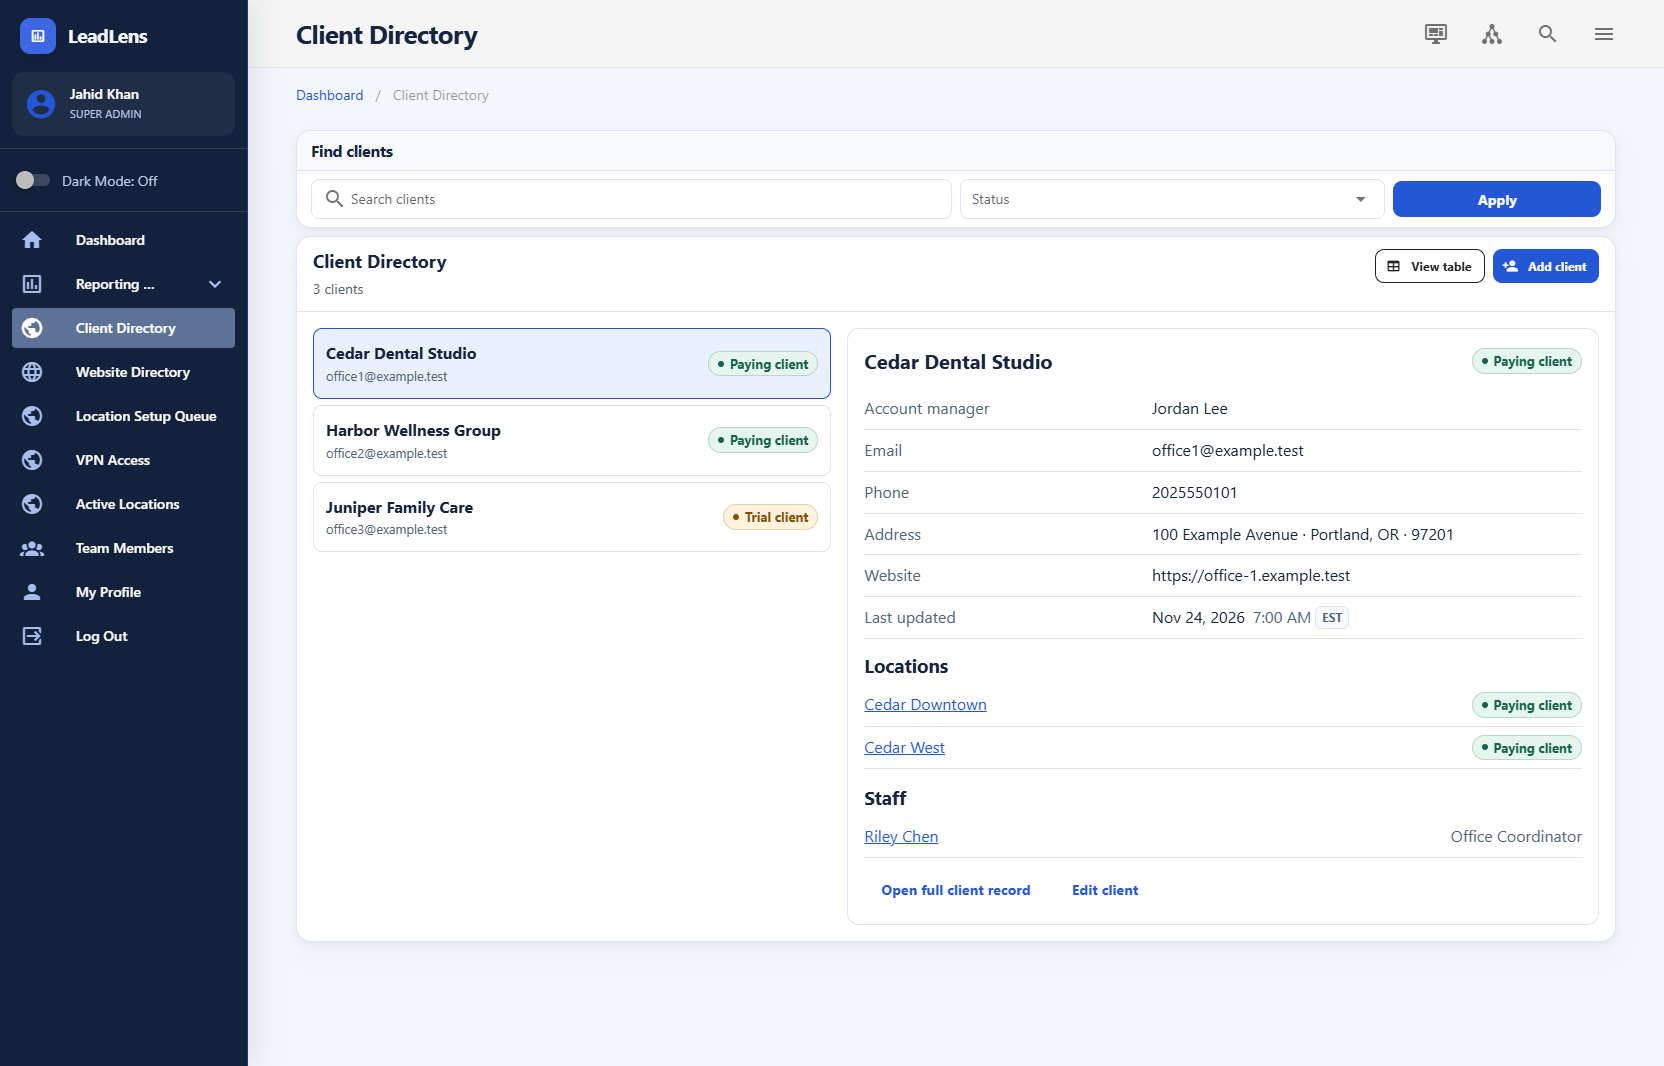 LeadLens
Jahid Khan
SUPER ADMIN
Dark Mode: Off
Dashboard
Reporting ...
Client Directory
Website Directory
Location Setup Queue
VPN Access
Active Locations
Team Members
My Profile
Log Out
Client Directory
Dashboard / Client Directory
Find clients
Search clients
Status
Apply
Client Directory
3 clients
View table
Add client
Cedar Dental Studio
office1@example.test
Paying client
Harbor Wellness Group
office2@example.test
Paying client
Juniper Family Care
office3@example.test
Trial client
Cedar Dental Studio
Paying client
Account manager Jordan Lee
Email office1@example.test
Phone 2025550101
Address 100 Example Avenue · Portland, OR · 97201
Website https://office-1.example.test
Last updated Nov 24, 2026 7:00 AM EST
Locations
Cedar Downtown Paying client
Cedar West Paying client
Staff
Riley Chen Office Coordinator
Open full client record Edit client